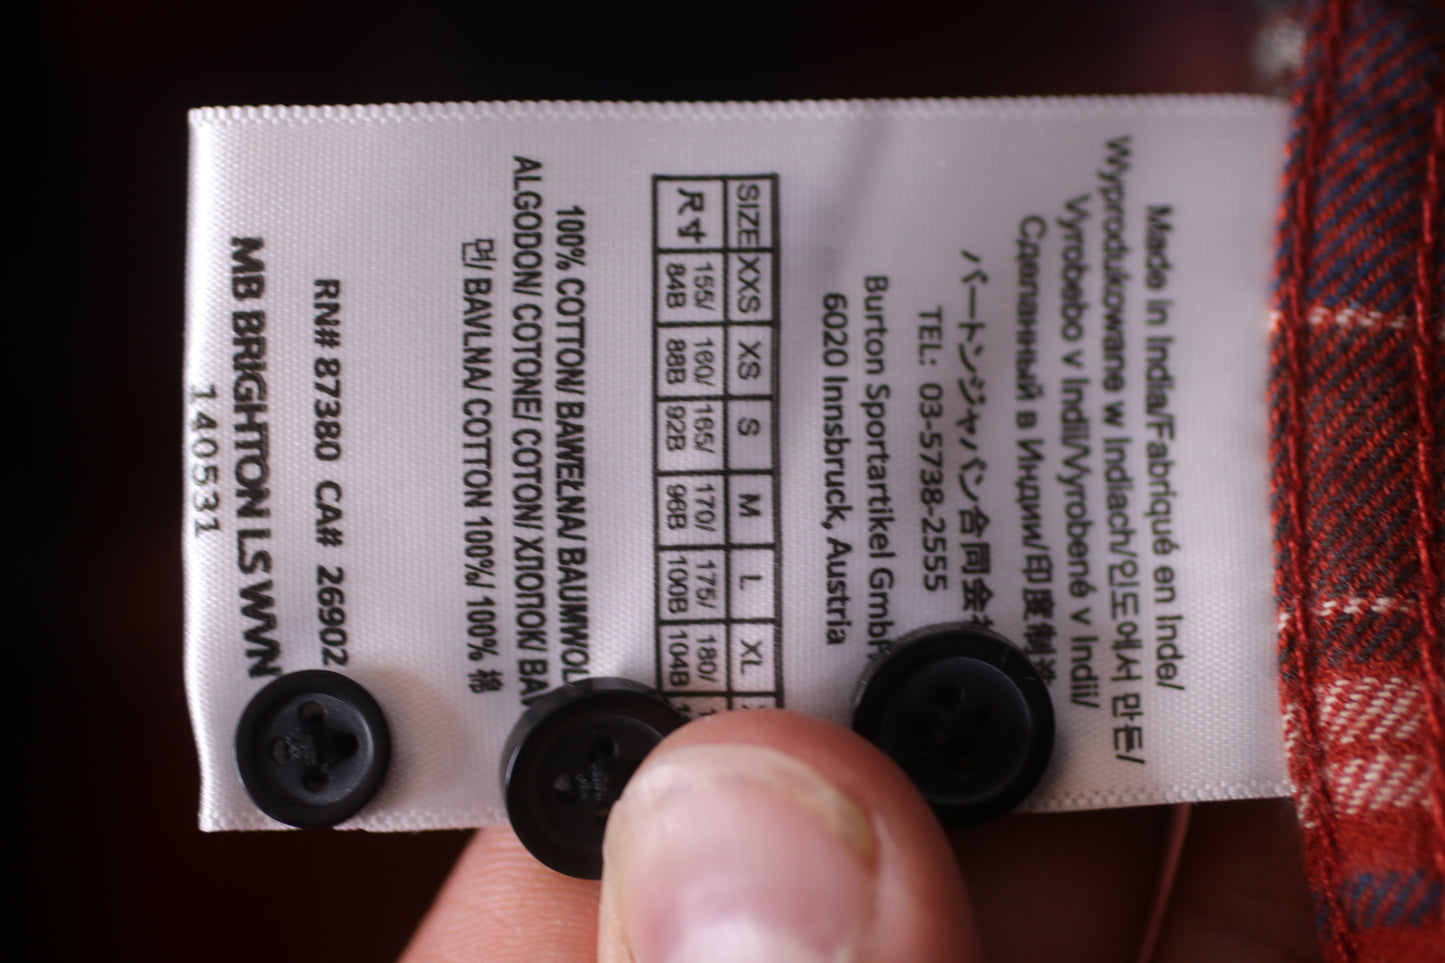 Made in India/Fabriqué en Inde/
Wyprodukowane w Indiach/인도에서 만든/
Vyrobebo v Indii/Vyrobené v Indii/
Сделанный в Индии/印度制造
バートンジャパン合同会社
TEL: 03-5738-2555
Burton Sportartikel GmbH
6020 Innsbruck, Austria
SIZE XXS XS S M L XL
尺寸 155/ 160/ 165/ 170/ 175/ 180/
84B 88B 92B 96B 100B 104B
100% COTTON/ BAWEŁNA/ BAUMWOL
ALGODON/ COTONE/ COTON/ ХЛОПОК/ BA
면/ BAVLNA/ COTTON 100%/ 100% 棉
RN# 87380 CA# 26902
MB BRIGHTON LS WVN
140531